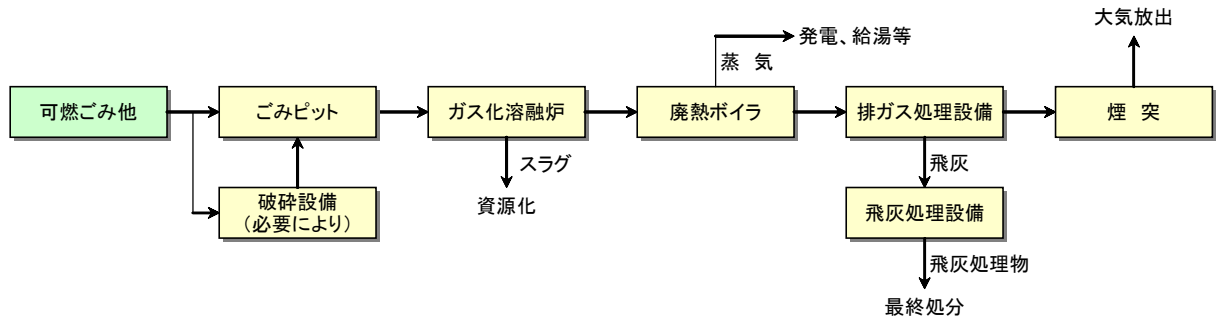 大気放出
発電、給湯等
蒸 気
可燃ごみ他
ごみピット
ガス化溶融炉
廃熱ボイラ
排ガス処理設備
煙 突
スラグ
飛灰
破砕設備
(必要により)
資源化
飛灰処理設備
飛灰処理物
最終処分